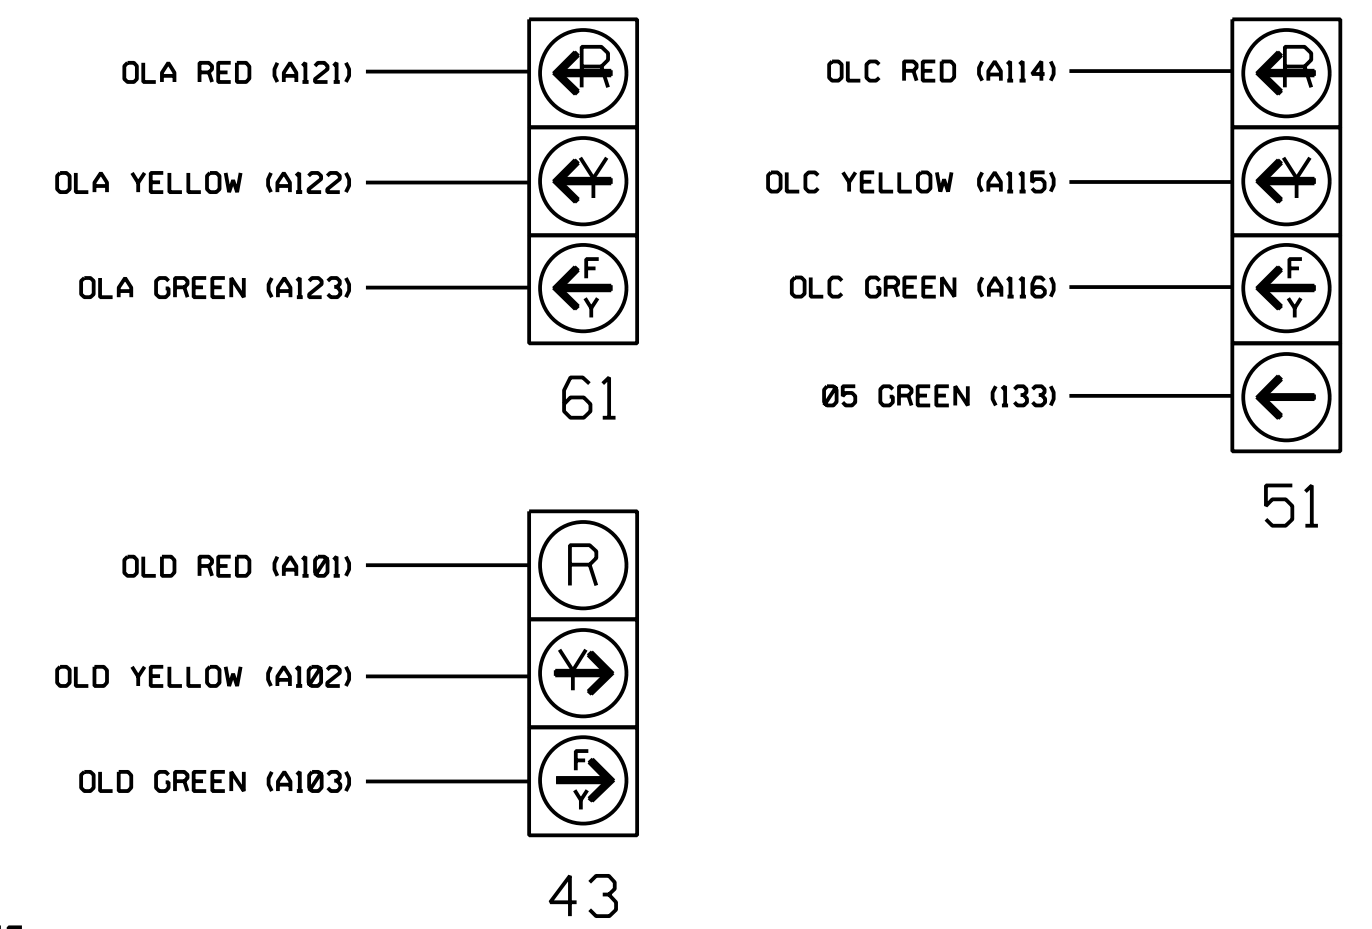 OLA RED (A121)
R
OLA YELLOW (A122)
Y
OLA GREEN (A123)
F
Y
61
OLC RED (A114)
R
OLC YELLOW (A115)
Y
OLC GREEN (A116)
F
Y
05 GREEN (133)
51
OLD RED (A101)
R
OLD YELLOW (A102)
Y
OLD GREEN (A103)
F
Y
43